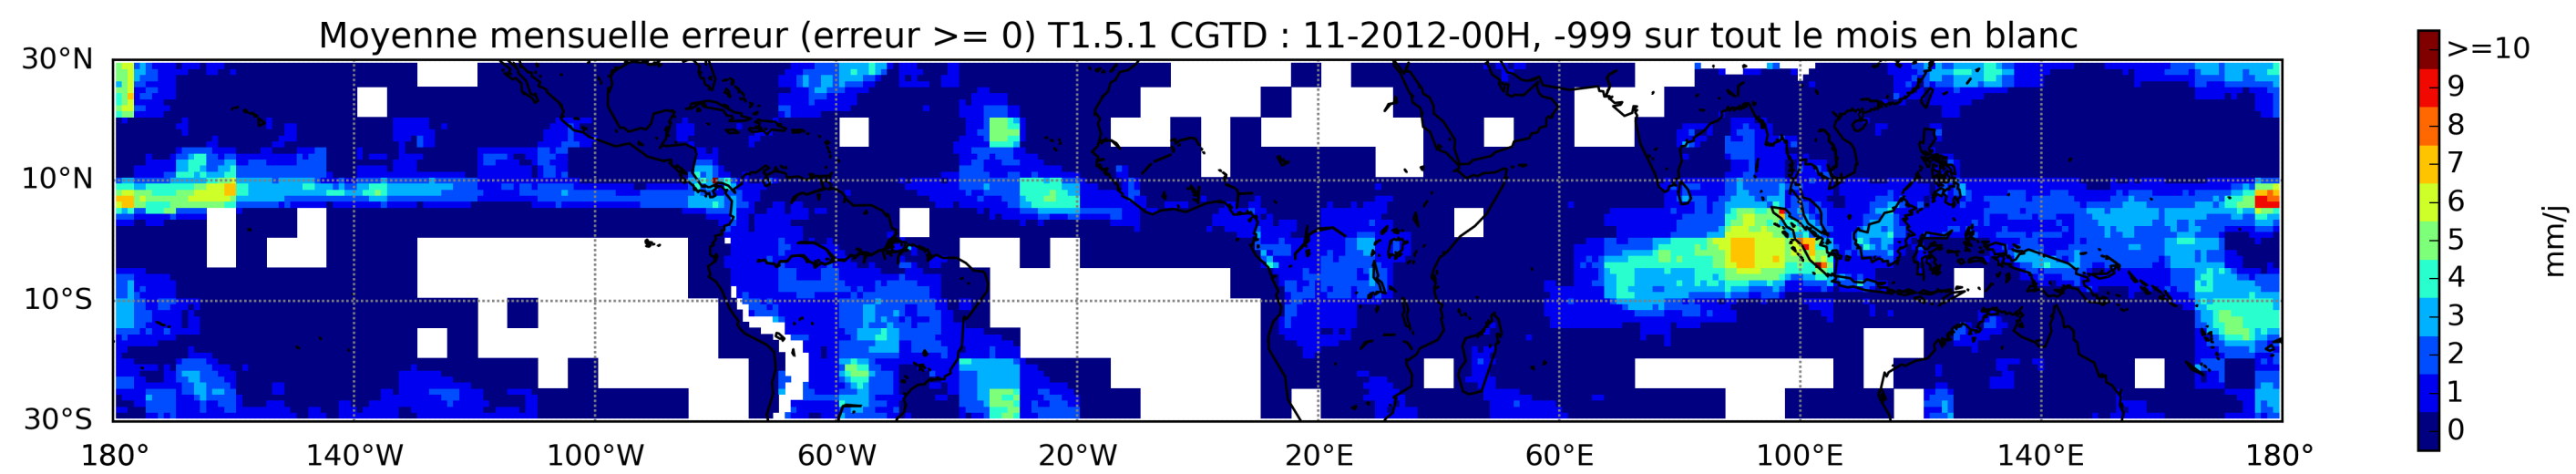 Moyenne mensuelle erreur (erreur >= 0) T1.5.1 CGTD : 11-2012-00H, -999 sur tout le mois en blanc
30°N
10°N
10°S
30°S
180° 140°W 100°W 60°W 20°W 20°E 60°E 100°E 140°E 180°
>=10
9
8
7
6
5
4
3
2
1
0
mm/j